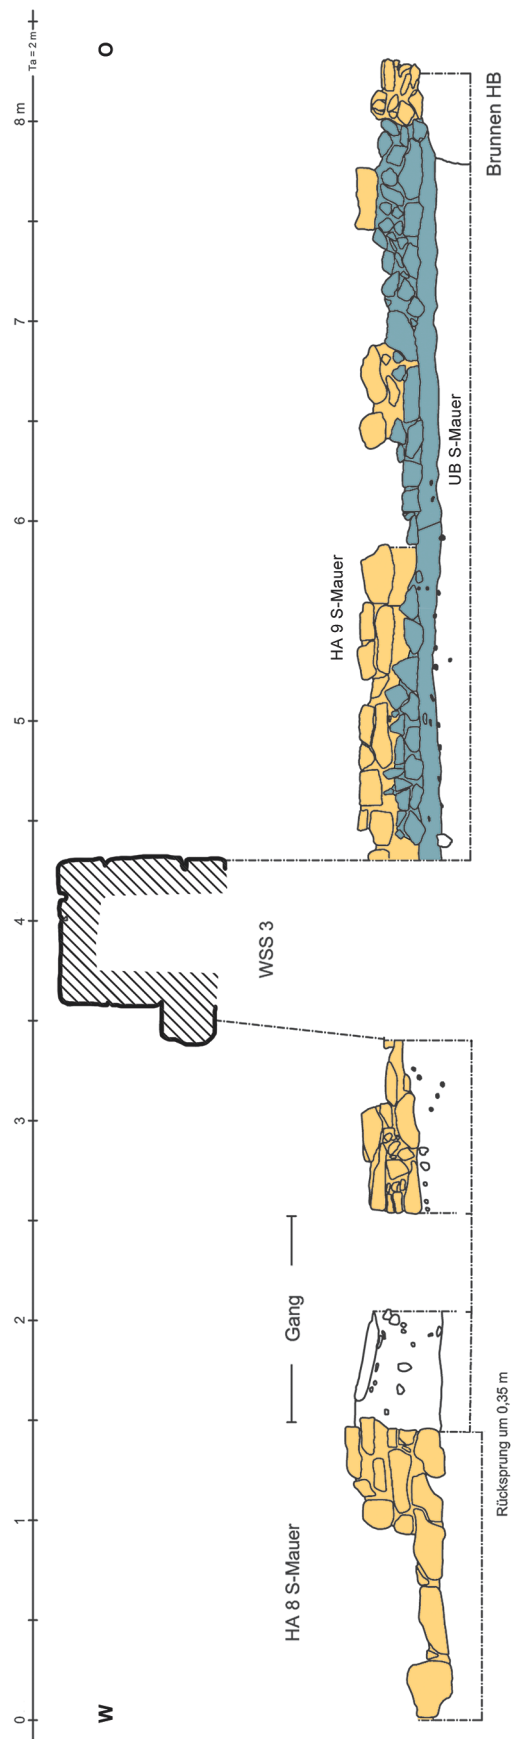 Ta = 2 m
8 m
7
6
5
4
3
2
1
0
O
W
Brunnen HB
UB S-Mauer
HA 9 S-Mauer
WSS 3
Gang
HA 8 S-Mauer
Rücksprung um 0,35 m